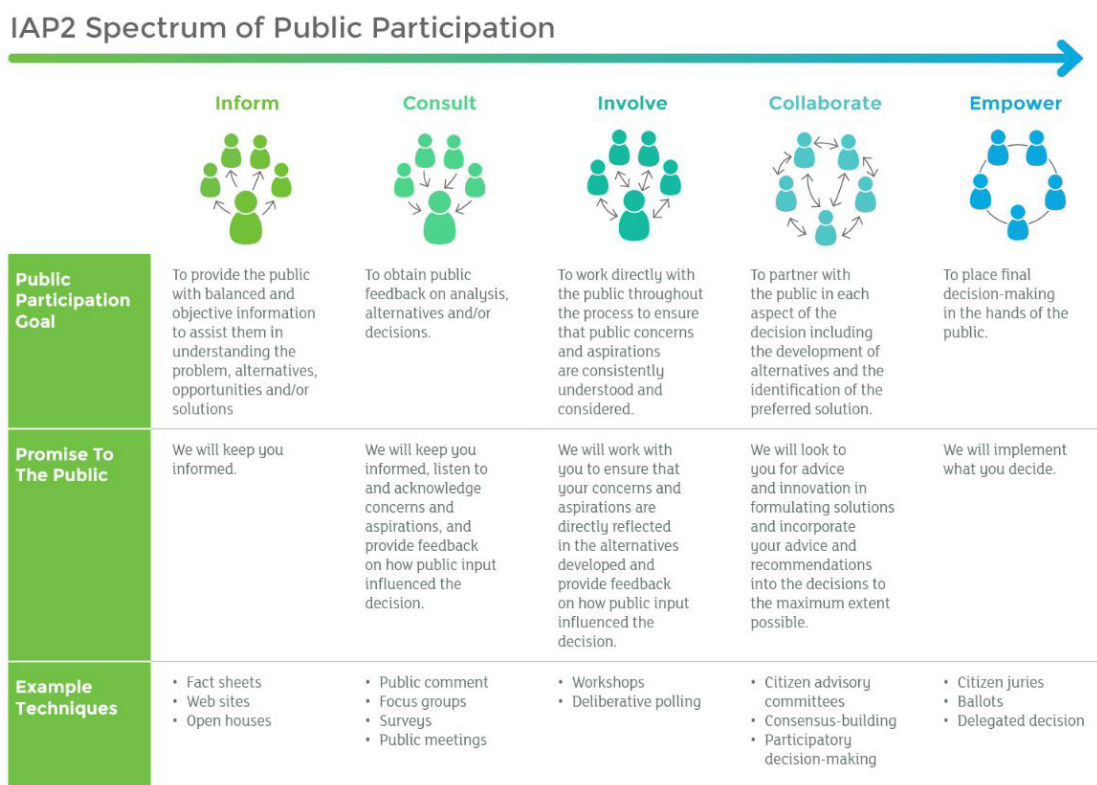 IAP2 Spectrum of Public Participation
Inform
Consult
Involve
Collaborate
Empower
Public
Participation
Goal
To provide the public
with balanced and
objective information
to assist them in
understanding the
problem, alternatives,
opportunities and/or
solutions
To obtain public
feedback on analysis,
alternatives and/or
decisions.
To work directly with
the public throughout
the process to ensure
that public concerns
and aspirations
are consistently
understood and
considered.
To partner with
the public in each
aspect of the
decision including
the development of
alternatives and the
identification of the
preferred solution.
To place final
decision-making
in the hands of the
public.
Promise To
The Public
We will keep you
informed.
We will keep you
informed, listen to
and acknowledge
concerns and
aspirations, and
provide feedback
on how public input
influenced the
decision.
We will work with
you to ensure that
your concerns and
aspirations are
directly reflected
in the alternatives
developed and
provide feedback
on how public input
influenced the
decision.
We will look to
you for advice
and innovation in
formulating solutions
and incorporate
your advice and
recommendations
into the decisions to
the maximum extent
possible.
We will implement
what you decide.
Example
Techniques
• Fact sheets
• Web sites
• Open houses
• Public comment
• Focus groups
• Surveys
• Public meetings
• Workshops
• Deliberative polling
• Citizen advisory
committees
• Consensus-building
• Participatory
decision-making
• Citizen juries
• Ballots
• Delegated decision